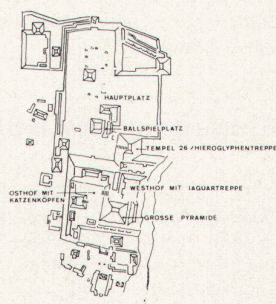 HAUPTPLATZ
BALLSPIELPLATZ
TEMPEL 26/HIEROGLYPHENTREPPE
OSTHOF MIT
KATZENKÖPFEN
WESTHOF MIT JAGUARTREPPE
GROSSE PYRAMIDE